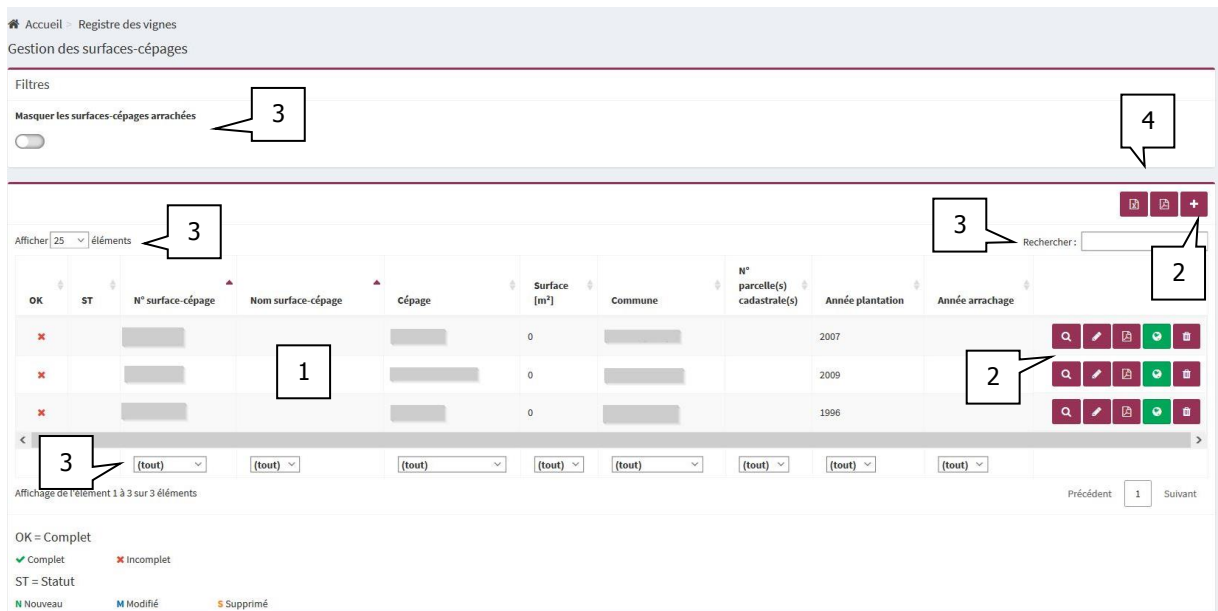 Accueil > Registre des vignes
Gestion des surfaces-cépages
Filtres
Masquer les surfaces-cépages arrachées
3
4
Afficher 25 éléments
3
3
Rechercher :
2
OK ST N° surface-cépage Nom surface-cépage Cépage Surface [m²] Commune N° parcelle(s) cadastrale(s) Année plantation Année arrachage
0 2007
1
0 2009
2
0 1996
3
(tout) (tout) (tout) (tout) (tout) (tout) (tout) (tout)
Affichage de l'élément 1 à 3 sur 3 éléments
Précédent 1 Suivant
OK = Complet
Complet Incomplet
ST = Statut
N Nouveau M Modifié S Supprimé